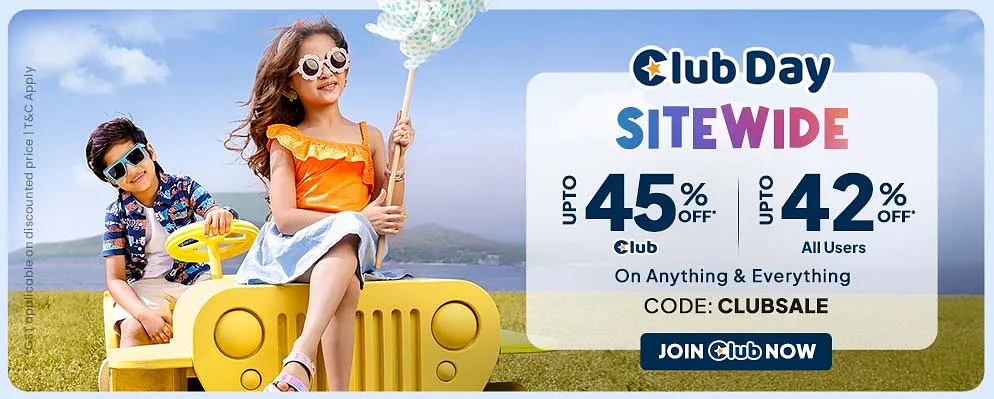 Club Day
SITEWIDE
UPTO 45% OFF*
Club
UPTO 42% OFF*
All Users
On Anything & Everything
CODE: CLUBSALE
JOIN Club NOW
GST applicable on discounted price | T&C Apply